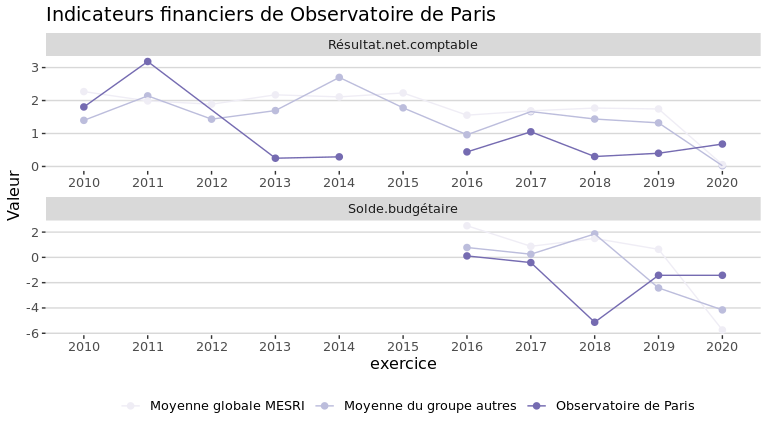 Indicateurs financiers de Observatoire de Paris
Résultat.net.comptable
3
2
1
0
2010 2011 2012 2013 2014 2015 2016 2017 2018 2019 2020
Valeur
Solde.budgétaire
2
0
-2
-4
-6
2010 2011 2012 2013 2014 2015 2016 2017 2018 2019 2020
exercice
Moyenne globale MESRI Moyenne du groupe autres Observatoire de Paris